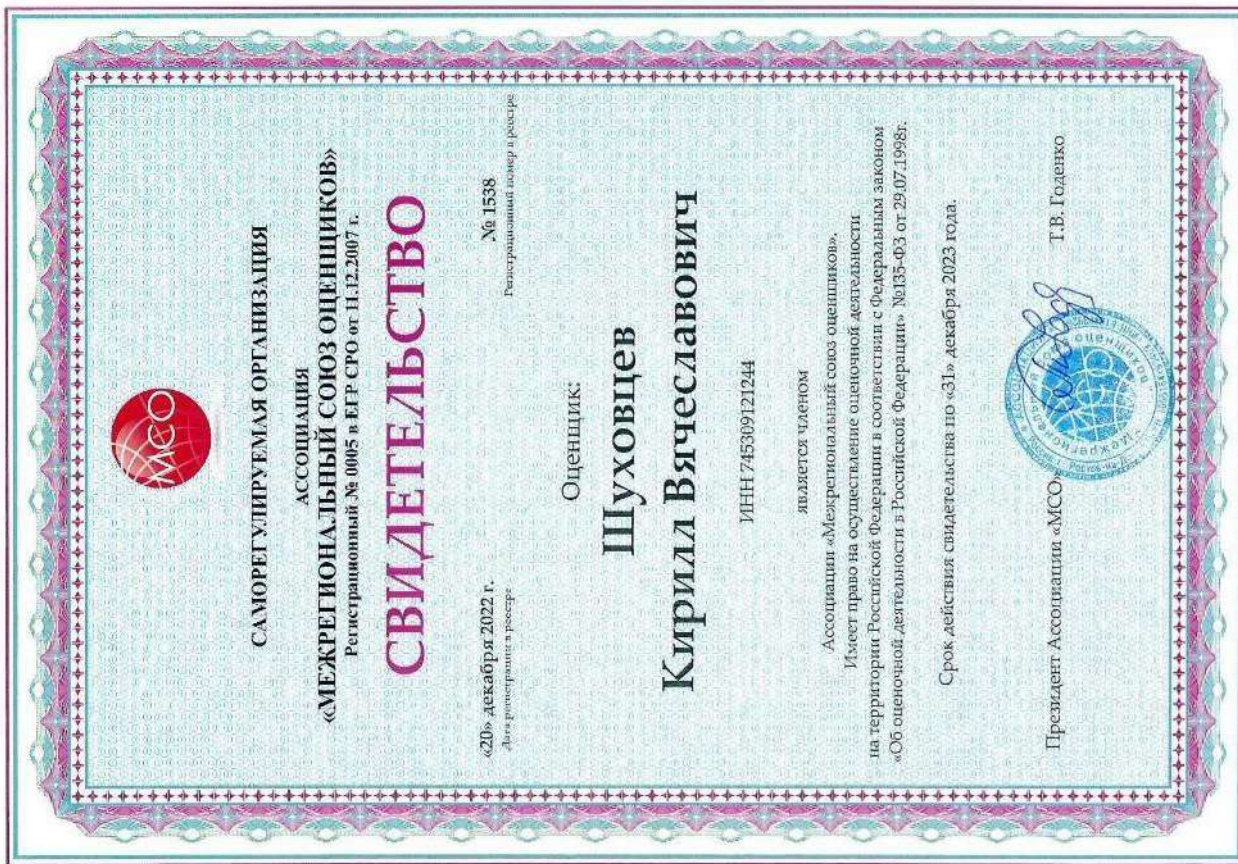 МСО
САМОРЕГУЛИРУЕМАЯ ОРГАНИЗАЦИЯ
АССОЦИАЦИЯ
«МЕЖРЕГИОНАЛЬНЫЙ СОЮЗ ОЦЕНЩИКОВ»
Регистрационный № 0005 в ЕГР СРО от 11.12.2007 г.
СВИДЕТЕЛЬСТВО
«20» декабря 2022 г. № 1538
Дата регистрации в реестре Регистрационный номер в реестре
Оценщик:
Шуховцев
Кирилл Вячеславович
ИНН 745309121244
является членом
Ассоциации «Межрегиональный союз оценщиков».
Имеет право на осуществление оценочной деятельности
на территории Российской Федерации в соответствии с Федеральным законом
«Об оценочной деятельности в Российской Федерации» №135-ФЗ от 29.07.1998г.
Срок действия свидетельства по «31» декабря 2023 года.
Президент Ассоциации «МСО» Т.В. Годенко